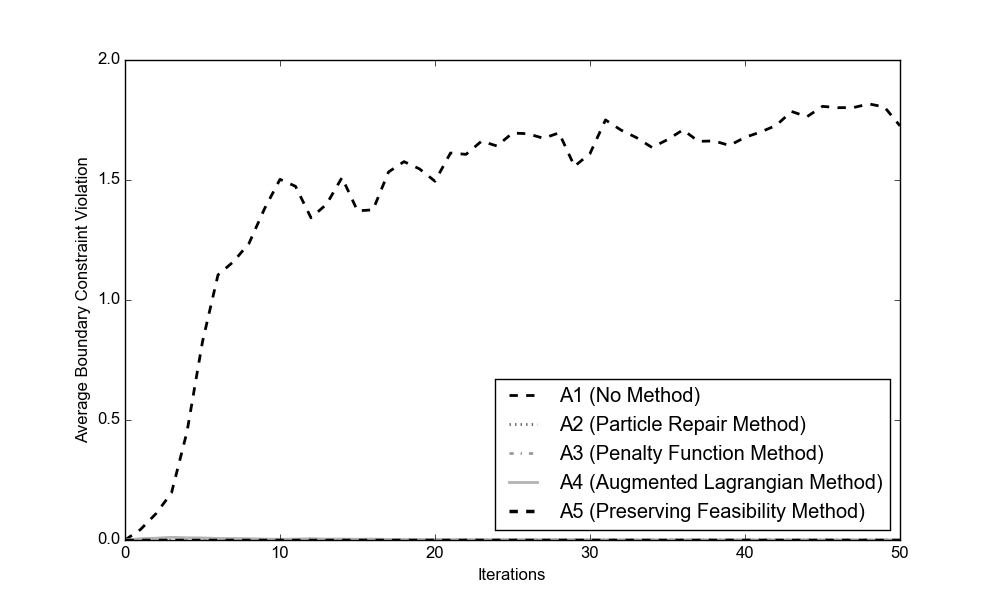 2.0
1.5
1.0
0.5
0.0
Average Boundary Constraint Violation
A1 (No Method)
A2 (Particle Repair Method)
A3 (Penalty Function Method)
A4 (Augmented Lagrangian Method)
A5 (Preserving Feasibility Method)
0 10 20 30 40 50
Iterations